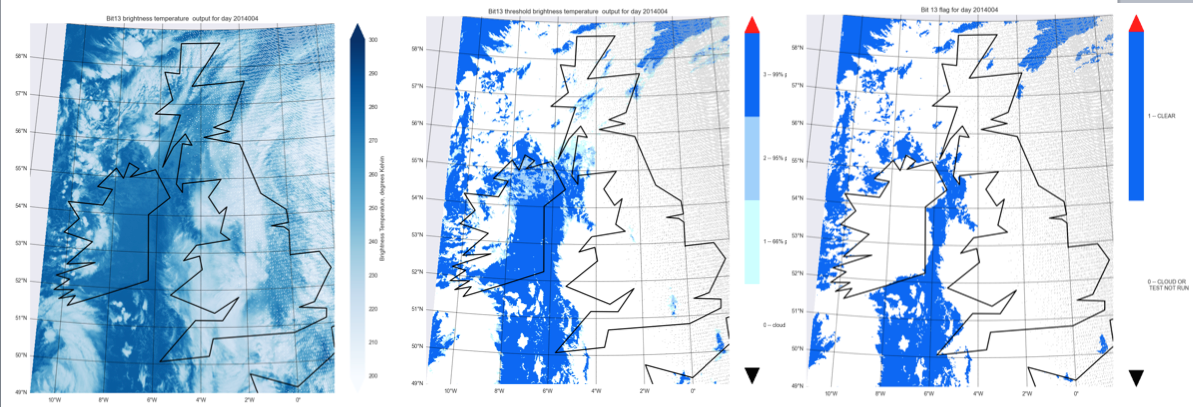 Bit13 brightness temperature output for day 2014004
58°N
57°N
56°N
55°N
54°N
53°N
52°N
51°N
50°N
49°N
10°W
8°W
6°W
4°W
2°W
0°
300
290
280
270
260
250
240
230
220
210
200
Brightness Temperature, degrees Kelvin
Bit13 threshold brightness temperature output for day 2014004
58°N
57°N
56°N
55°N
54°N
53°N
52°N
51°N
50°N
49°N
10°W
8°W
6°W
4°W
2°W
0°
3 -- 99% p
2 -- 95% p
1 -- 66% p
0 -- cloud
Bit 13 flag for day 2014004
58°N
57°N
56°N
55°N
54°N
53°N
52°N
51°N
50°N
49°N
10°W
8°W
6°W
4°W
2°W
0°
1 -- CLEAR
0 -- CLOUD OR
TEST NOT RUN